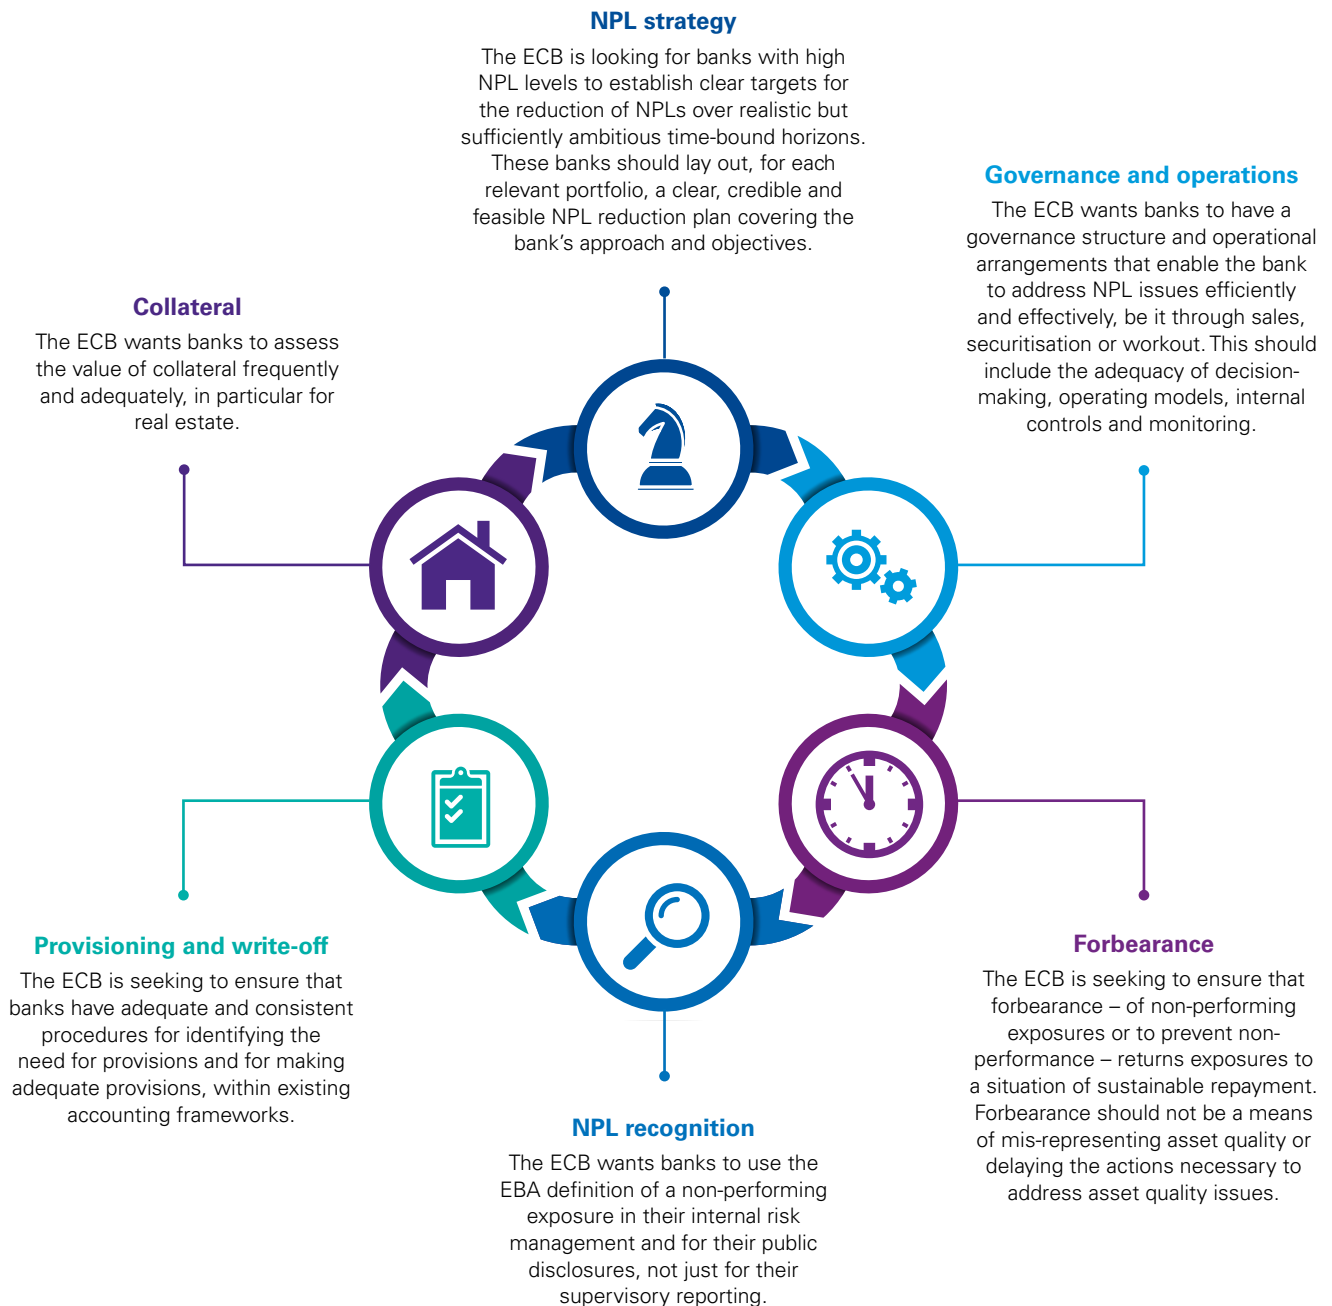 NPL strategy
The ECB is looking for banks with high
NPL levels to establish clear targets for
the reduction of NPLs over realistic but
sufficiently ambitious time-bound horizons.
These banks should lay out, for each
relevant portfolio, a clear, credible and
feasible NPL reduction plan covering the
bank’s approach and objectives.
Governance and operations
The ECB wants banks to have a
governance structure and operational
arrangements that enable the bank
to address NPL issues efficiently
and effectively, be it through sales,
securitisation or workout. This should
include the adequacy of decision-
making, operating models, internal
controls and monitoring.
Collateral
The ECB wants banks to assess
the value of collateral frequently
and adequately, in particular for
real estate.
Provisioning and write-off
The ECB is seeking to ensure that
banks have adequate and consistent
procedures for identifying the
need for provisions and for making
adequate provisions, within existing
accounting frameworks.
Forbearance
The ECB is seeking to ensure that
forbearance – of non-performing
exposures or to prevent non-
performance – returns exposures to
a situation of sustainable repayment.
Forbearance should not be a means
of mis-representing asset quality or
delaying the actions necessary to
address asset quality issues.
NPL recognition
The ECB wants banks to use the
EBA definition of a non-performing
exposure in their internal risk
management and for their public
disclosures, not just for their
supervisory reporting.